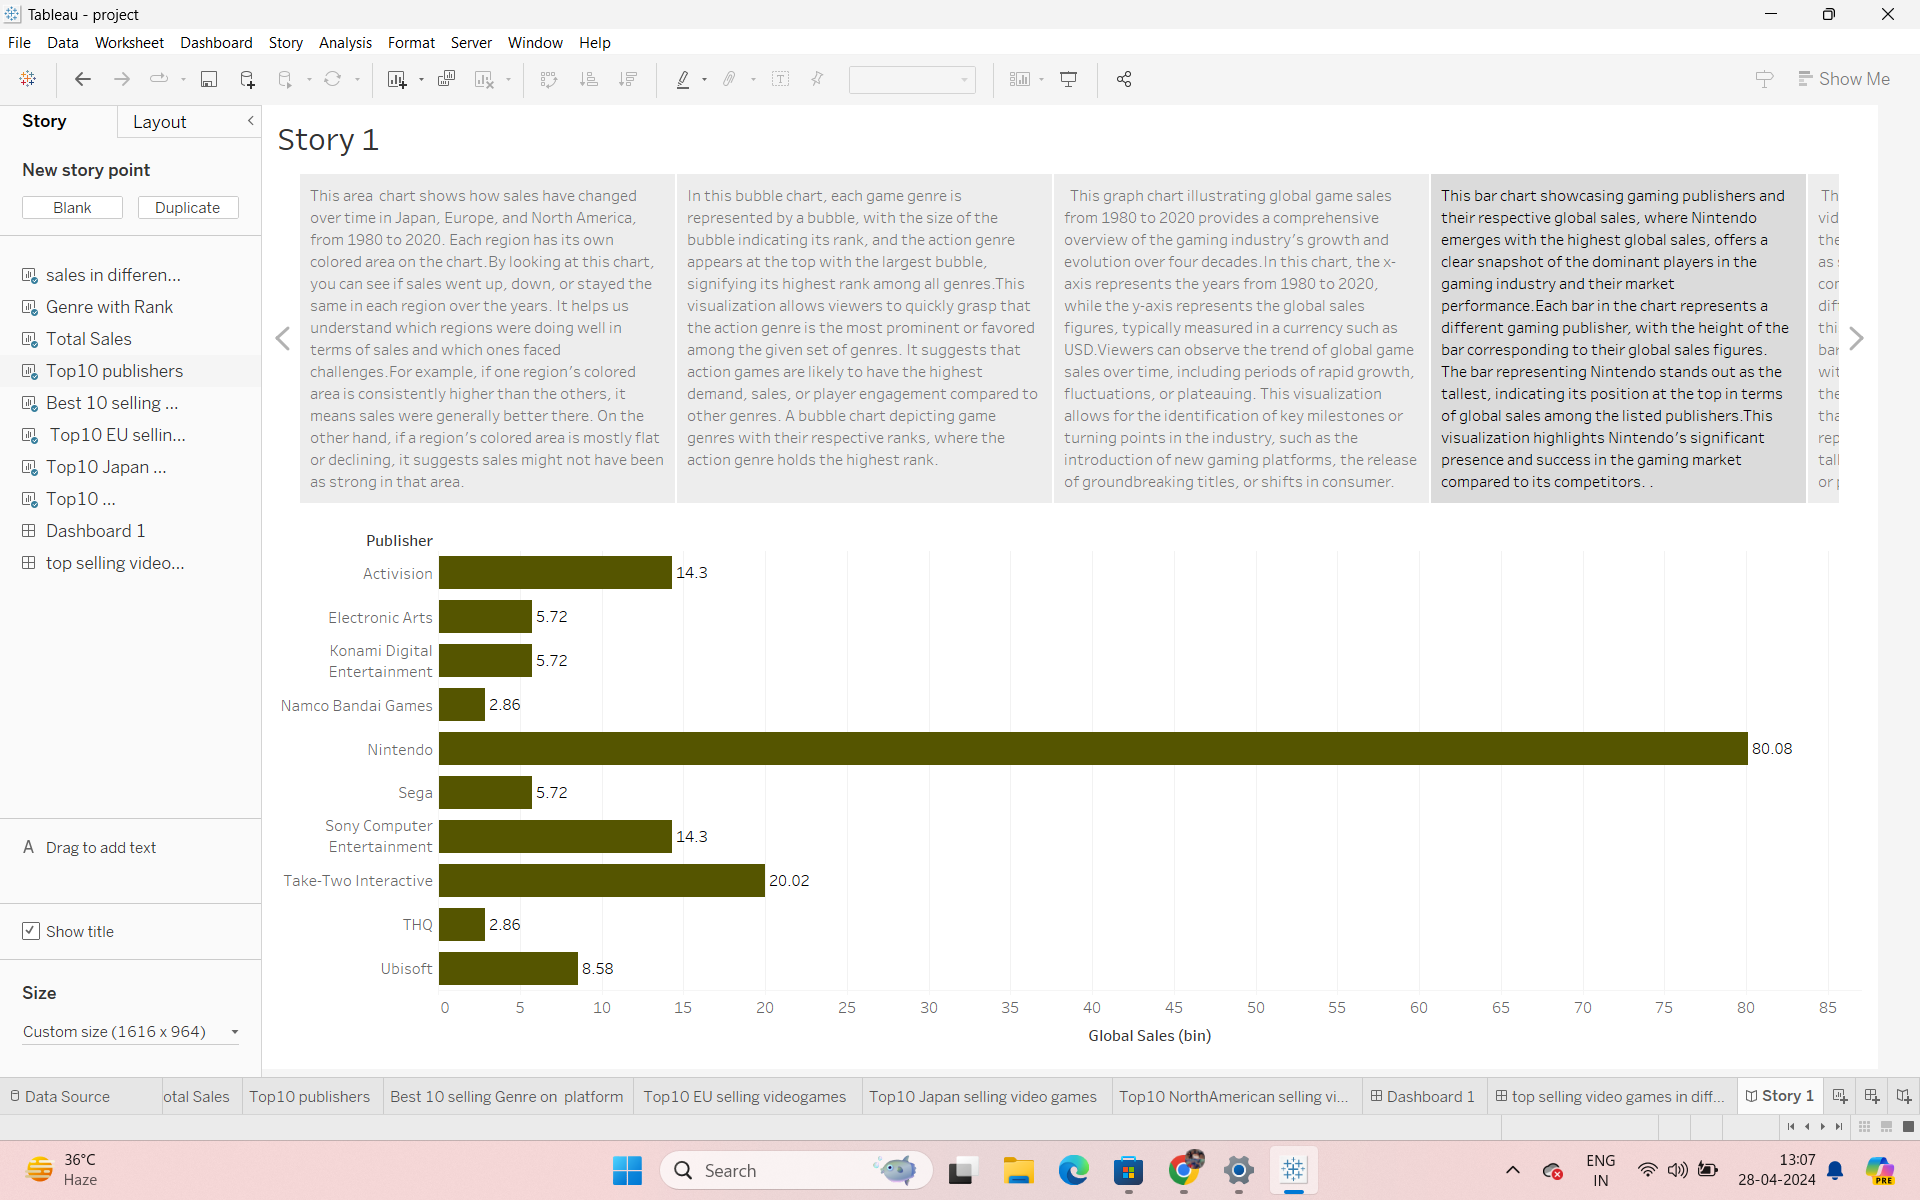 Tableau - project
File Data Worksheet Dashboard Story Analysis Format Server Window Help
Show Me
Story Layout
New story point
Blank Duplicate
sales in differen...
Genre with Rank
Total Sales
Top10 publishers
Best 10 selling ...
Top10 EU sellin...
Top10 Japan ...
Top10 ...
Dashboard 1
top selling video...
A Drag to add text
Show title
Size
Custom size (1616 x 964)
Story 1
This area chart shows how sales have changed
over time in Japan, Europe, and North America,
from 1980 to 2020. Each region has its own
colored area on the chart.By looking at this chart,
you can see if sales went up, down, or stayed the
same in each region over the years. It helps us
understand which regions were doing well in
terms of sales and which ones faced
challenges.For example, if one region's colored
area is consistently higher than the others, it
means sales were generally better there. On the
other hand, if a region's colored area is mostly flat
or declining, it suggests sales might not have been
as strong in that area.
In this bubble chart, each game genre is
represented by a bubble, with the size of the
bubble indicating its rank, and the action genre
appears at the top with the largest bubble,
signifying its highest rank among all genres.This
visualization allows viewers to quickly grasp that
the action genre is the most prominent or favored
among the given set of genres. It suggests that
action games are likely to have the highest
demand, sales, or player engagement compared to
other genres. A bubble chart depicting game
genres with their respective ranks, where the
action genre holds the highest rank.
This graph chart illustrating global game sales
from 1980 to 2020 provides a comprehensive
overview of the gaming industry's growth and
evolution over four decades.In this chart, the x-
axis represents the years from 1980 to 2020,
while the y-axis represents the global sales
figures, typically measured in a currency such as
USD.Viewers can observe the trend of global game
sales over time, including periods of rapid growth,
fluctuations, or plateauing. This visualization
allows for the identification of key milestones or
turning points in the industry, such as the
introduction of new gaming platforms, the release
of groundbreaking titles, or shifts in consumer.
This bar chart showcasing gaming publishers and
their respective global sales, where Nintendo
emerges with the highest global sales, offers a
clear snapshot of the dominant players in the
gaming industry and their market
performance.Each bar in the chart represents a
different gaming publisher, with the height of the
bar corresponding to their global sales figures.
The bar representing Nintendo stands out as the
tallest, indicating its position at the top in terms
of global sales among the listed publishers.This
visualization highlights Nintendo's significant
presence and success in the gaming market
compared to its competitors. .
Publisher
Activision 14.3
Electronic Arts 5.72
Konami Digital
Entertainment 5.72
Namco Bandai Games 2.86
Nintendo 80.08
Sega 5.72
Sony Computer
Entertainment 14.3
Take-Two Interactive 20.02
THQ 2.86
Ubisoft 8.58
0 5 10 15 20 25 30 35 40 45 50 55 60 65 70 75 80 85
Global Sales (bin)
Data Source otal Sales Top10 publishers Best 10 selling Genre on platform Top10 EU selling videogames Top10 Japan selling video games Top10 NorthAmerican selling vi... Dashboard 1 top selling video games in diff... Story 1
36°C
Haze
Search
PRE
ENG
IN
13:07
28-04-2024